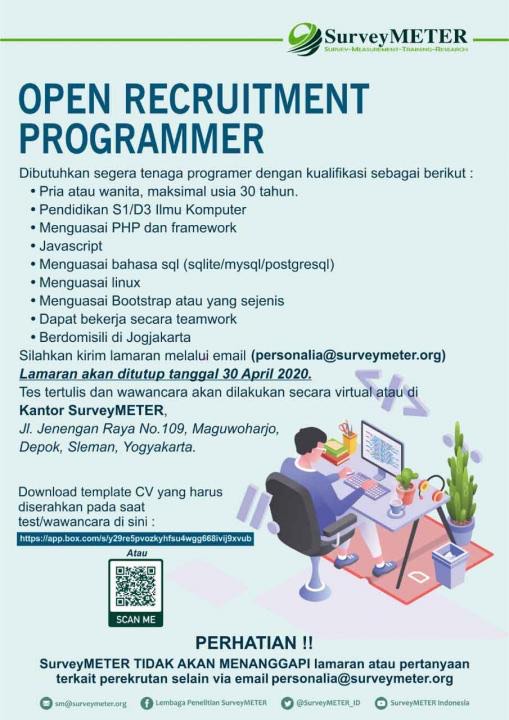 SurveyMETER
SURVEY-MEASUREMENT-TRAINING-RESEARCH
OPEN RECRUITMENT
PROGRAMMER
Dibutuhkan segera tenaga programer dengan kualifikasi sebagai berikut :
• Pria atau wanita, maksimal usia 30 tahun.
• Pendidikan S1/D3 Ilmu Komputer
• Menguasai PHP dan framework
• Javascript
• Menguasai bahasa sql (sqlite/mysql/postgresql)
• Menguasai linux
• Menguasai Bootstrap atau yang sejenis
• Dapat bekerja secara teamwork
• Berdomisili di Jogjakarta
Silahkan kirim lamaran melalui email (personalia@surveymeter.org)
Lamaran akan ditutup tanggal 30 April 2020.
Tes tertulis dan wawancara akan dilakukan secara virtual atau di
Kantor SurveyMETER,
Jl. Jenengan Raya No.109, Maguwoharjo,
Depok, Sleman, Yogyakarta.
Download template CV yang harus
diserahkan pada saat
test/wawancara di sini :
https://app.box.com/s/y29re5pvozkyhfsu4wgg668ivij9xvub
Atau
SCAN ME
PERHATIAN !!
SurveyMETER TIDAK AKAN MENANGGAPI lamaran atau pertanyaan
terkait perekrutan selain via email personalia@surveymeter.org
sm@surveymeter.org Lembaga Penelitian SurveyMETER @SurveyMETER_ID SurveyMETER Indonesia